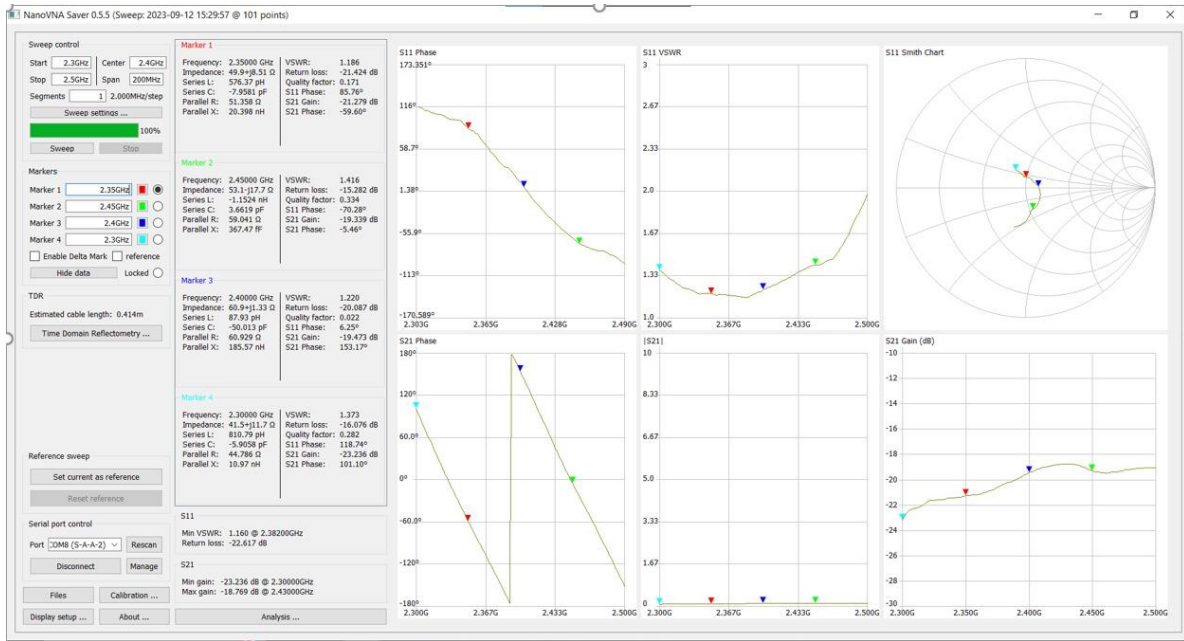 NanoVNA Saver 0.5.5 (Sweep: 2023-09-12 15:29:57 @ 101 points)
Sweep control
Start 2.3GHz Center 2.4GHz
Stop 2.5GHz Span 200MHz
Segments 1 2.000MHz/step
Sweep settings ...
100%
Sweep Stop
Markers
Marker 1 2.35GHz
Marker 2 2.45GHz
Marker 3 2.4GHz
Marker 4 2.3GHz
Enable Delta Mark reference
Hide data Locked
TDR
Estimated cable length: 0.414m
Time Domain Reflectometry ...
Reference sweep
Set current as reference
Reset reference
Serial port control
Port COM8 (S-A-A-2) Rescan
Disconnect Manage
Files Calibration ...
Display setup ... About ...
Marker 1
Frequency: 2.35000 GHz VSWR: 1.186
Impedance: 49.9+j8.51 Ω Return loss: -21.424 dB
Series L: 576.37 pH Quality factor: 0.171
Series C: -7.9581 pF S11 Phase: 85.76°
Parallel R: 51.358 Ω S21 Gain: -21.279 dB
Parallel X: 20.398 nH S21 Phase: -59.60°
Marker 2
Frequency: 2.45000 GHz VSWR: 1.416
Impedance: 53.1-j17.7 Ω Return loss: -15.282 dB
Series L: -1.1524 nH Quality factor: 0.334
Series C: 3.6619 pF S11 Phase: -70.28°
Parallel R: 59.041 Ω S21 Gain: -19.339 dB
Parallel X: 367.47 fF S21 Phase: -5.46°
Marker 3
Frequency: 2.40000 GHz VSWR: 1.220
Impedance: 60.9+j1.33 Ω Return loss: -20.087 dB
Series L: 87.93 pH Quality factor: 0.022
Series C: -50.013 pF S11 Phase: 6.25°
Parallel R: 60.929 Ω S21 Gain: -19.473 dB
Parallel X: 185.57 nH S21 Phase: 153.17°
Marker 4
Frequency: 2.30000 GHz VSWR: 1.373
Impedance: 41.5+j11.7 Ω Return loss: -16.076 dB
Series L: 810.79 pH Quality factor: 0.282
Series C: -5.9058 pF S11 Phase: 118.74°
Parallel R: 44.786 Ω S21 Gain: -23.236 dB
Parallel X: 10.97 nH S21 Phase: 101.10°
S11
Min VSWR: 1.160 @ 2.38200GHz
Return loss: -22.617 dB
S21
Min gain: -23.236 dB @ 2.30000GHz
Max gain: -18.769 dB @ 2.43000GHz
Analysis ...
S11 Phase
173.351°
116°
58.7°
1.38°
-55.9°
-113°
-170.589°
2.303G 2.365G 2.428G 2.490G
S11 VSWR
3
2.67
2.33
2.0
1.67
1.33
1.0
2.300G 2.367G 2.433G 2.500G
S11 Smith Chart
S21 Phase
180°
120°
60.0°
0°
-60.0°
-120°
-180°
2.300G 2.367G 2.433G 2.500G
|S21|
10
8.33
6.67
5.0
3.33
1.67
0
2.300G 2.367G 2.433G 2.500G
S21 Gain (dB)
-10
-12
-14
-16
-18
-20
-22
-24
-26
-28
-30
2.300G 2.350G 2.400G 2.450G 2.500G